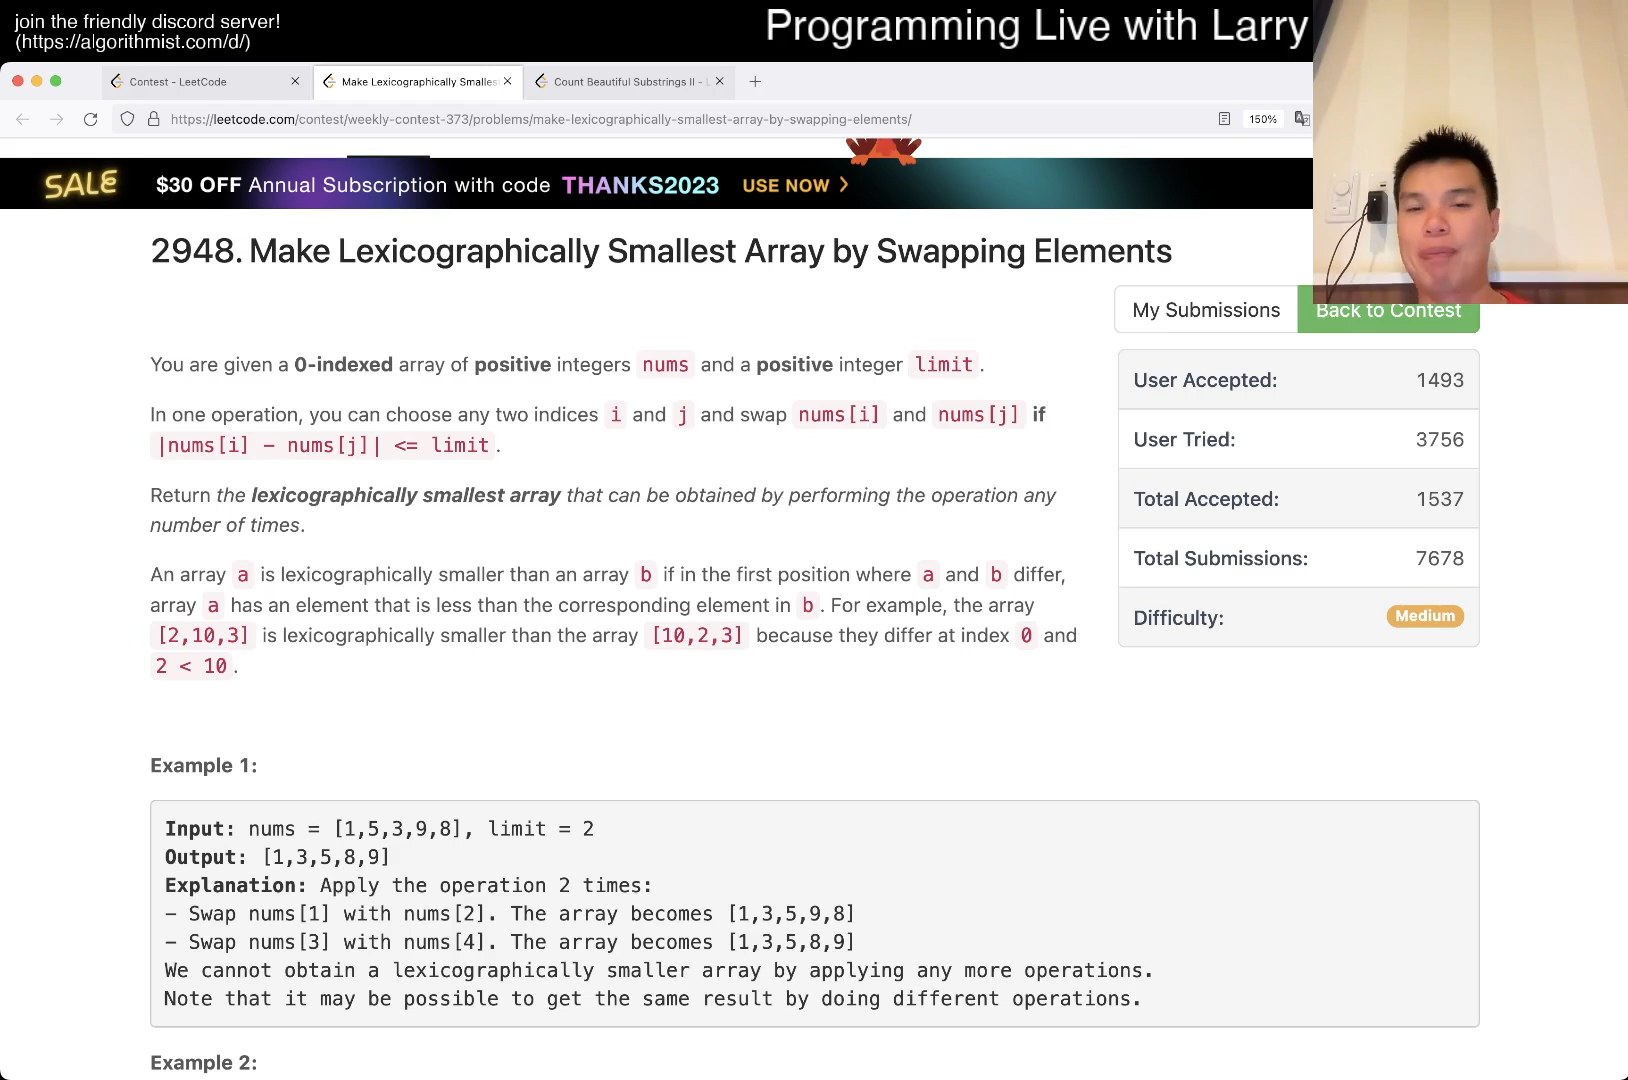 join the friendly discord server!
(https://algorithmist.com/d/)
Programming Live with Larry
Contest - LeetCode
Make Lexicographically Smalles
Count Beautiful Substrings II - L
https://leetcode.com/contest/weekly-contest-373/problems/make-lexicographically-smallest-array-by-swapping-elements/
150%
SALE $30 OFF Annual Subscription with code THANKS2023 USE NOW
2948. Make Lexicographically Smallest Array by Swapping Elements
My Submissions
Back to Contest
You are given a 0-indexed array of positive integers nums and a positive integer limit.
In one operation, you can choose any two indices i and j and swap nums[i] and nums[j] if
|nums[i] - nums[j]| <= limit.
Return the lexicographically smallest array that can be obtained by performing the operation any
number of times.
An array a is lexicographically smaller than an array b if in the first position where a and b differ,
array a has an element that is less than the corresponding element in b. For example, the array
[2,10,3] is lexicographically smaller than the array [10,2,3] because they differ at index 0 and
2 < 10.
User Accepted: 1493
User Tried: 3756
Total Accepted: 1537
Total Submissions: 7678
Difficulty: Medium
Example 1:
Input: nums = [1,5,3,9,8], limit = 2
Output: [1,3,5,8,9]
Explanation: Apply the operation 2 times:
- Swap nums[1] with nums[2]. The array becomes [1,3,5,9,8]
- Swap nums[3] with nums[4]. The array becomes [1,3,5,8,9]
We cannot obtain a lexicographically smaller array by applying any more operations.
Note that it may be possible to get the same result by doing different operations.
Example 2: